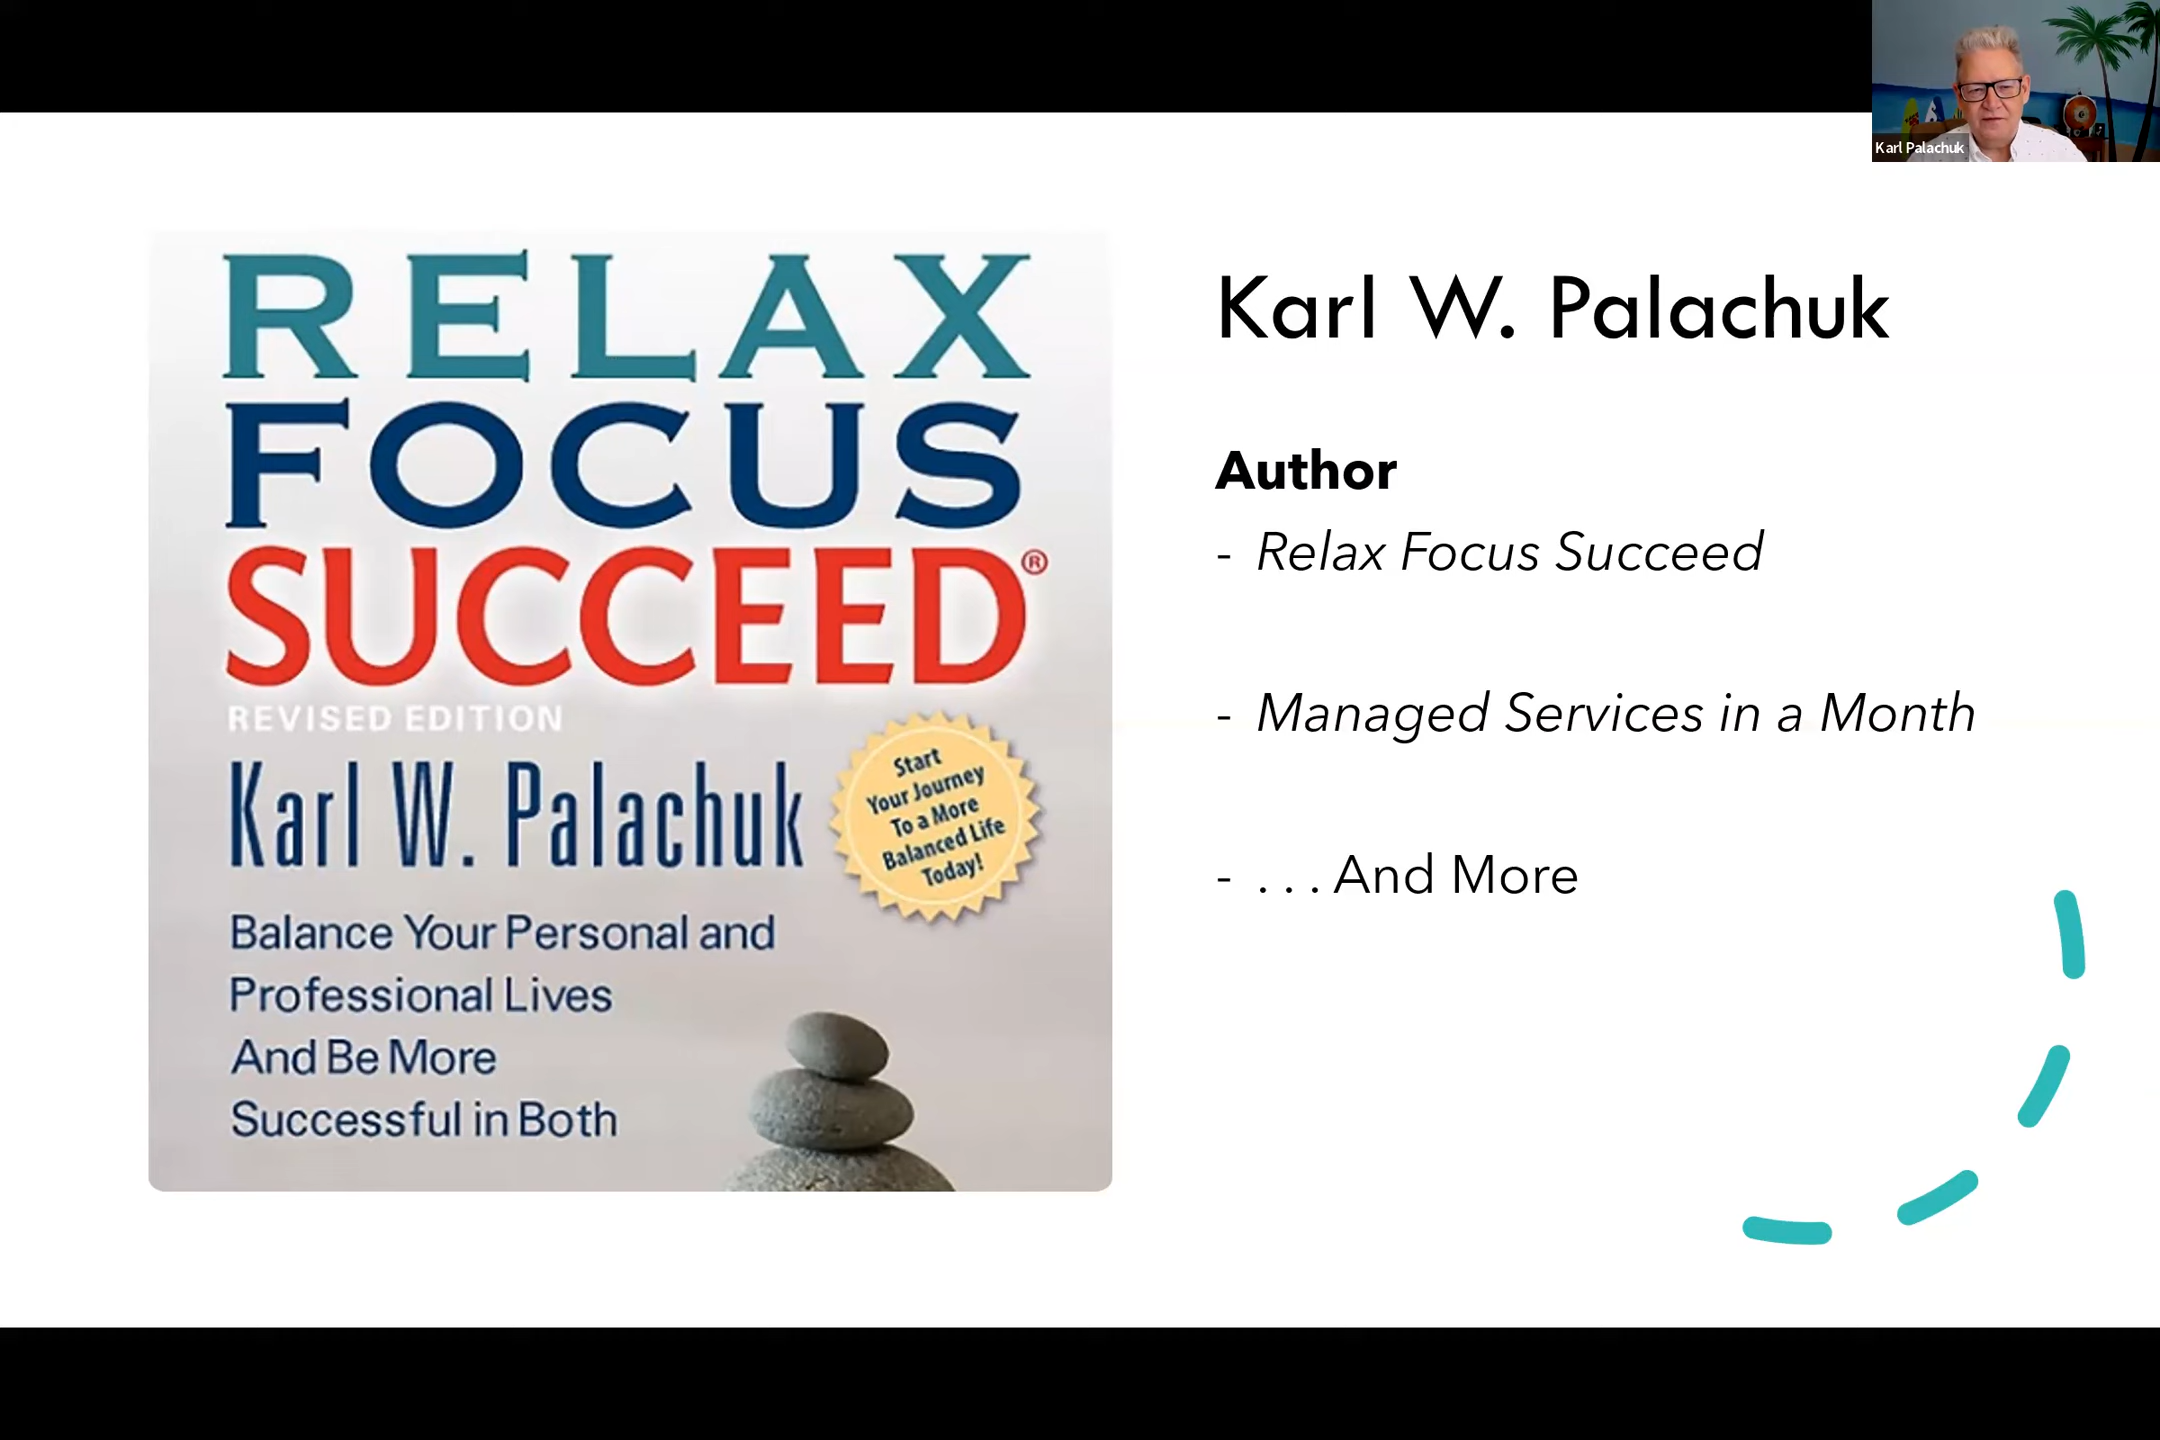 Karl Palachuk
RELAX
FOCUS
SUCCEED®
REVISED EDITION
Karl W. Palachuk
Start
Your Journey
To a More
Balanced Life
Today!
Balance Your Personal and
Professional Lives
And Be More
Successful in Both
Karl W. Palachuk
Author
- Relax Focus Succeed
- Managed Services in a Month
- . . . And More